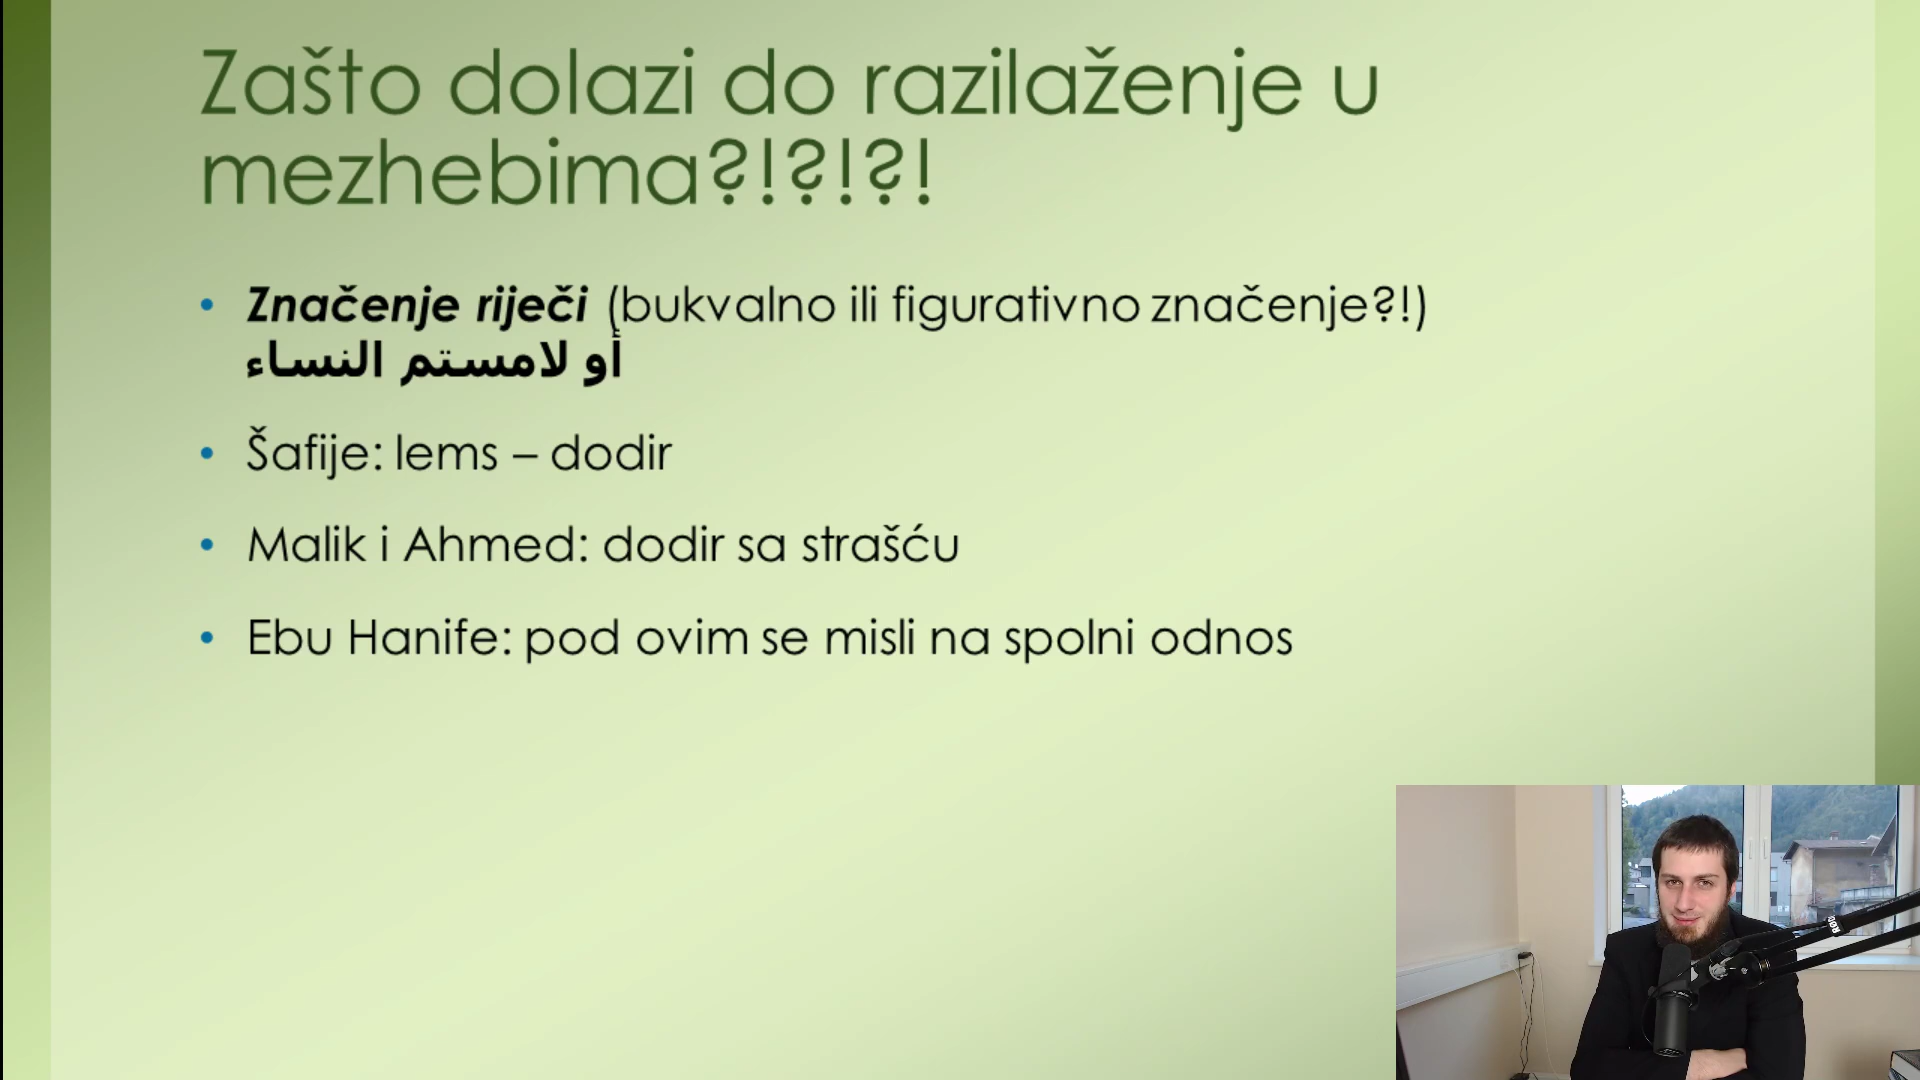 Zašto dolazi do razilaženje u
mezhebima?!?!?!
• Značenje riječi (bukvalno ili figurativno značenje?!)
أو لامستم النساء
• Šafije: lems – dodir
• Malik i Ahmed: dodir sa strašću
• Ebu Hanife: pod ovim se misli na spolni odnos